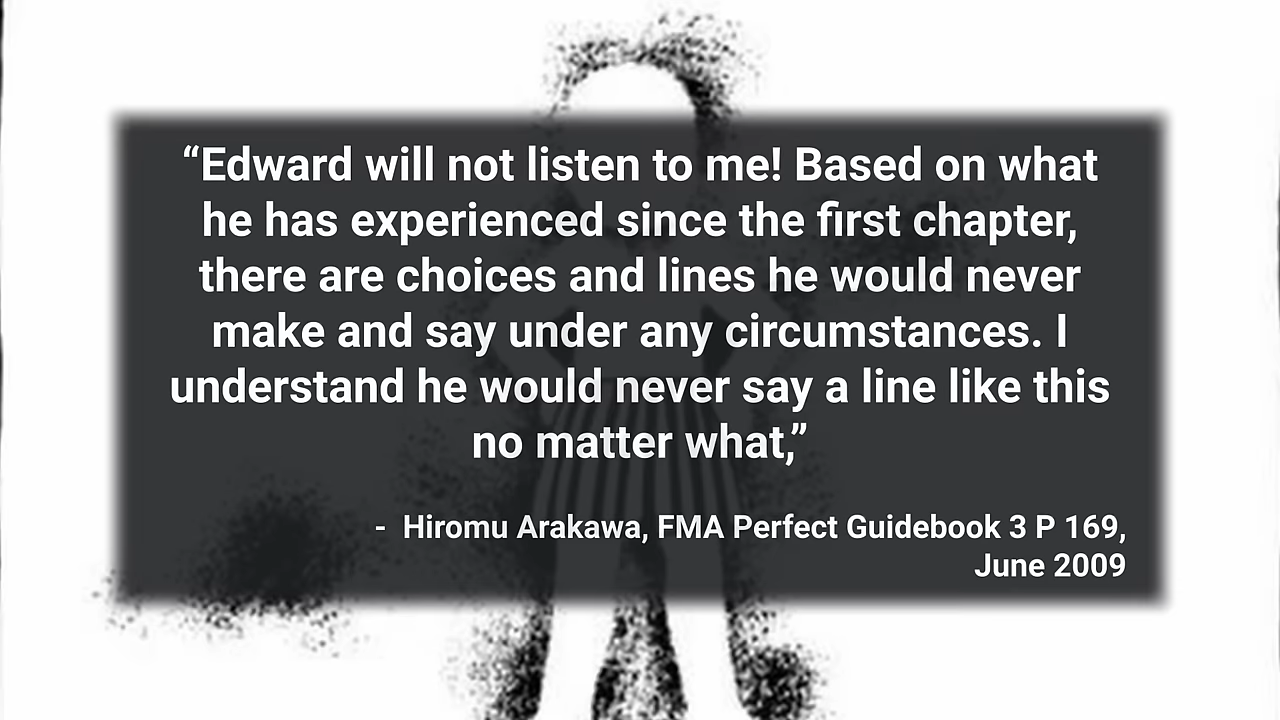 “Edward will not listen to me! Based on what
he has experienced since the first chapter,
there are choices and lines he would never
make and say under any circumstances. I
understand he would never say a line like this
no matter what,”
- Hiromu Arakawa, FMA Perfect Guidebook 3 P 169,
June 2009